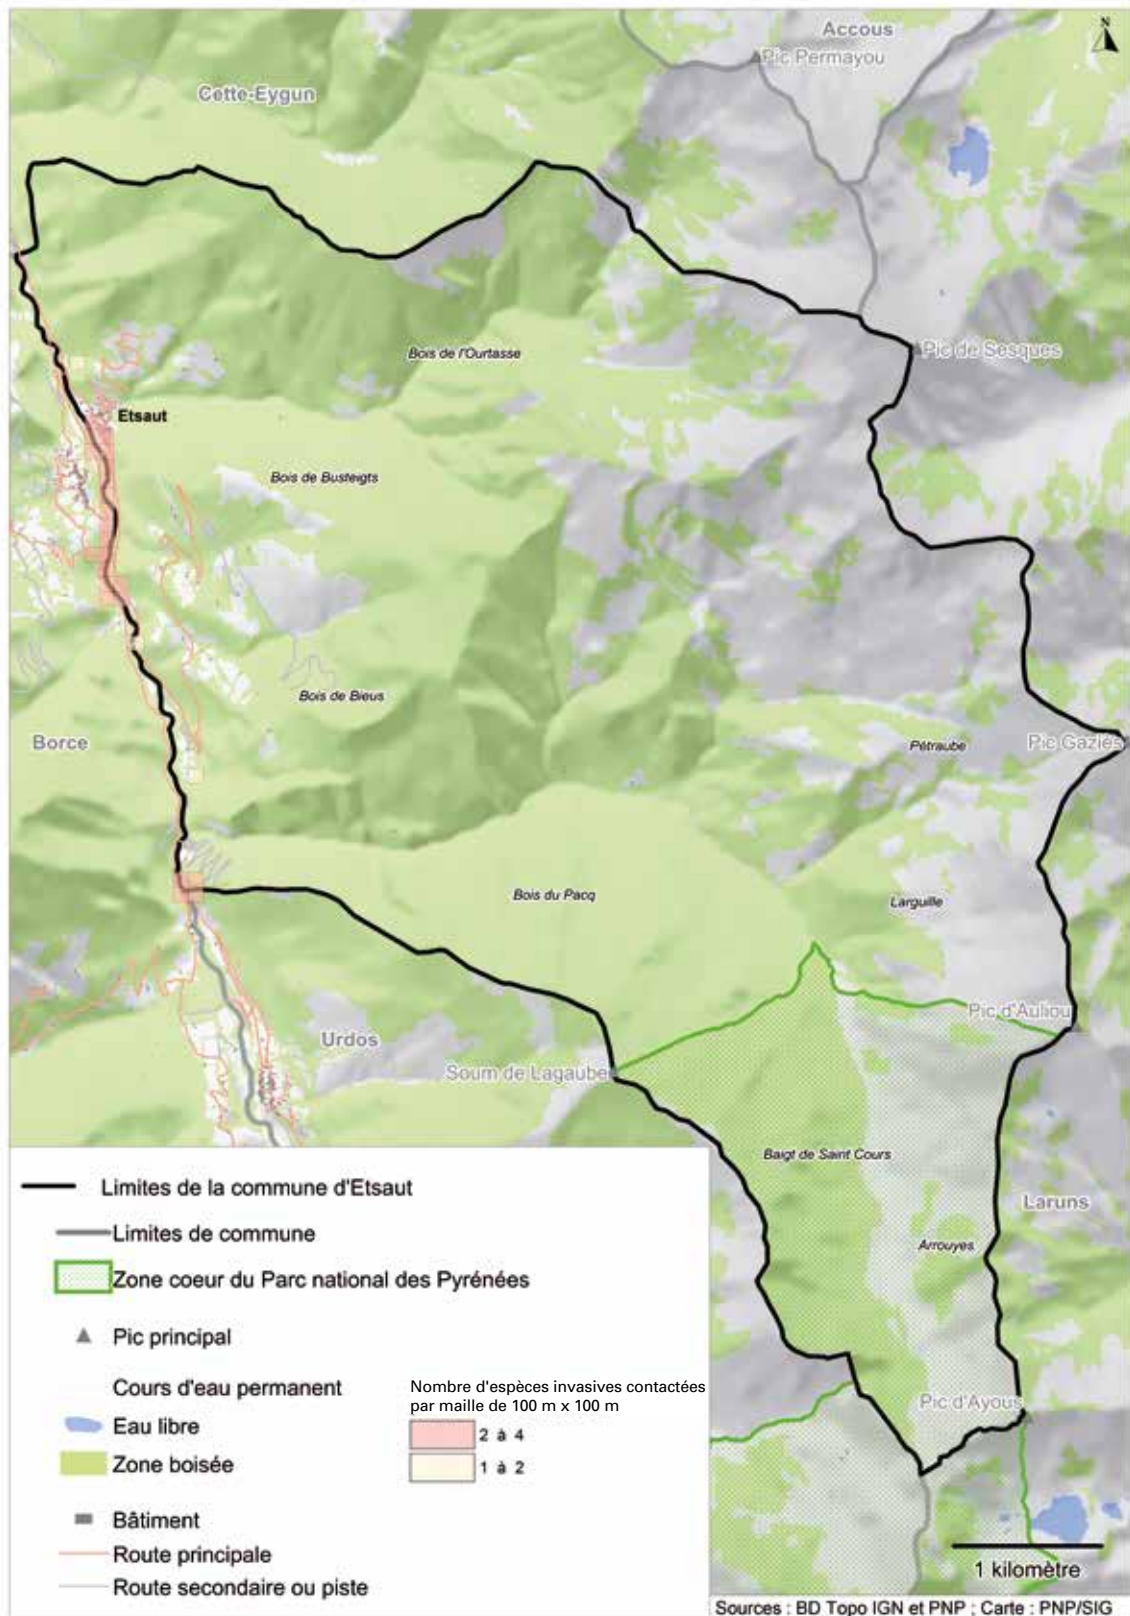 N
Accous
Pic Permayou
Cette-Eygun
Pic de Sesques
Bois de l'Ourtasse
Etsaut
Bois de Busteigts
Bois de Bieus
Borce
Pétraube
Pic Gaziès
Bois du Pacq
Larguille
Pic d'Auliou
Urdos
Soum de Lagaube
Baigt de Saint Cours
Laruns
Arrouyes
Pic d'Ayous
Limites de la commune d'Etsaut
Limites de commune
Zone coeur du Parc national des Pyrénées
Pic principal
Cours d'eau permanent
Eau libre
Zone boisée
Bâtiment
Route principale
Route secondaire ou piste
Nombre d'espèces invasives contactées
par maille de 100 m x 100 m
2 à 4
1 à 2
1 kilomètre
Sources : BD Topo IGN et PNP ; Carte : PNP/SIG